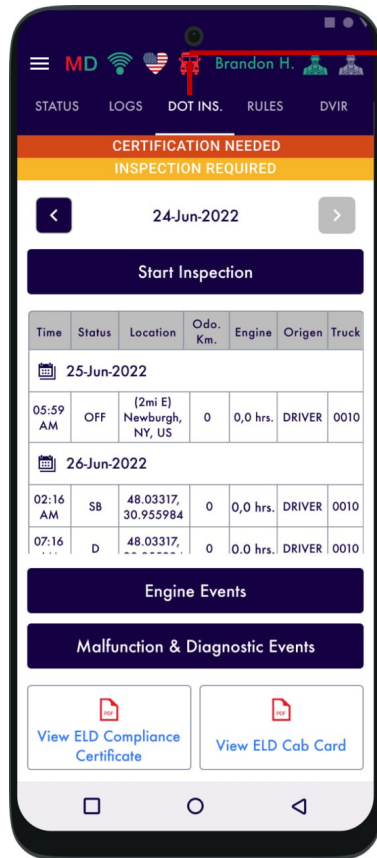 MD Brandon H.
STATUS LOGS DOT INS. RULES DVIR
CERTIFICATION NEEDED
INSPECTION REQUIRED
24-Jun-2022
Start Inspection
Time Status Location Odo. Km. Engine Origen Truck
25-Jun-2022
05:59 AM OFF (2mi E) Newburgh, NY, US 0 0,0 hrs. DRIVER 0010
26-Jun-2022
02:16 AM SB 48.03317, 30.955984 0 0,0 hrs. DRIVER 0010
07:16 D 48.03317, 0 0,0 hrs. DRIVER 0010
Engine Events
Malfunction & Diagnostic Events
PDF PDF
View ELD Compliance Certificate
View ELD Cab Card